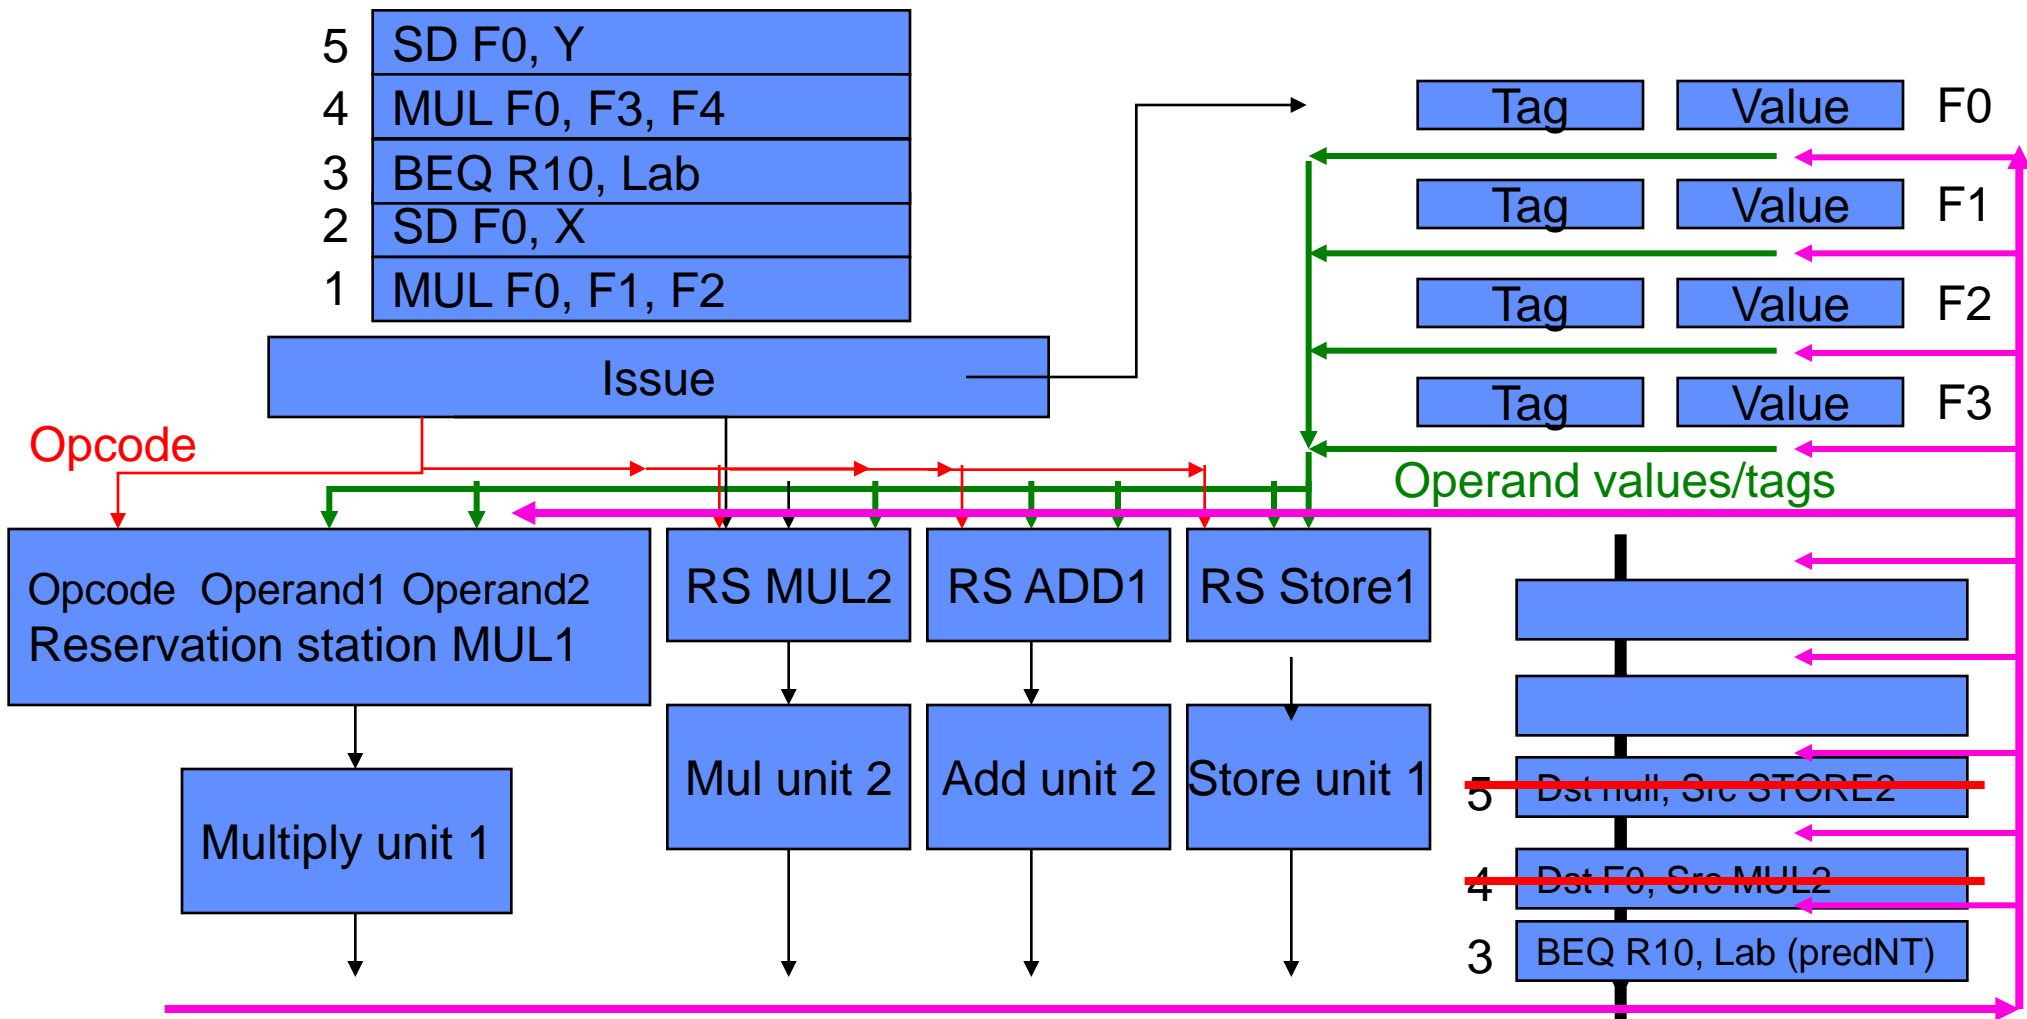 5 SD F0, Y
4 MUL F0, F3, F4
3 BEQ R10, Lab
2 SD F0, X
1 MUL F0, F1, F2
Issue
Tag Value F0
Tag Value F1
Tag Value F2
Tag Value F3
Opcode
Operand values/tags
Opcode Operand1 Operand2
Reservation station MUL1
RS MUL2
RS ADD1
RS Store1
Multiply unit 1
Mul unit 2
Add unit 2
Store unit 1
5 Dst null, Src STORE2
4 Dst F0, Src MUL2
3 BEQ R10, Lab (predNT)